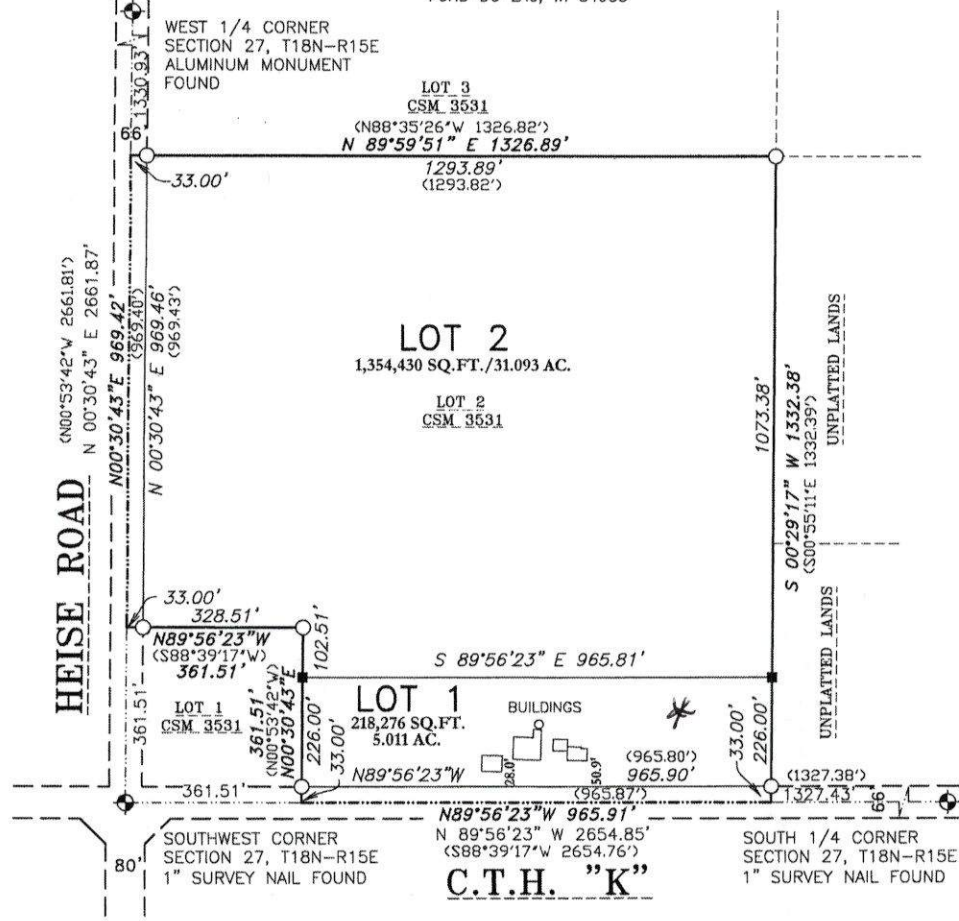 WEST 1/4 CORNER
SECTION 27, T18N-R15E
ALUMINUM MONUMENT
FOUND
1330.93'
66'
LOT 3
CSM 3531
(N88°35'26"W 1326.82')
N 89°59'51" E 1326.89'
1293.89'
(1293.82')
33.00'
(N00°53'42"W 2661.81')
N 00°30'43" E 2661.87'
N00°30'43"E 969.42'
(969.40')
N 00°30'43" E 969.46'
(969.43')
HEISE ROAD
LOT 2
1,354,430 SQ.FT./31.093 AC.
LOT 2
CSM 3531
1073.38'
S 00°29'17" W 1332.38'
(S00°55'11"E 1332.39')
UNPLATTED LANDS
UNPLATTED LANDS
33.00'
328.51'
N89°56'23"W
(S88°39'17"W)
361.51'
102.51'
S 89°56'23" E 965.81'
LOT 1
CSM 3531
361.51'
361.51'
(N00°53'42"W)
N00°30'43"E
226.00'
33.00'
LOT 1
218,276 SQ.FT.
5.011 AC.
BUILDINGS
28.0'
50.9'
33.00'
226.00'
N89°56'23"W
(965.80')
965.90'
(965.87')
361.51'
(1327.38')
1327.43'
66'
N89°56'23"W 965.91'
N 89°56'23" W 2654.85'
(S88°39'17"W 2654.76')
C.T.H. "K"
SOUTHWEST CORNER
SECTION 27, T18N-R15E
1" SURVEY NAIL FOUND
80'
SOUTH 1/4 CORNER
SECTION 27, T18N-R15E
1" SURVEY NAIL FOUND